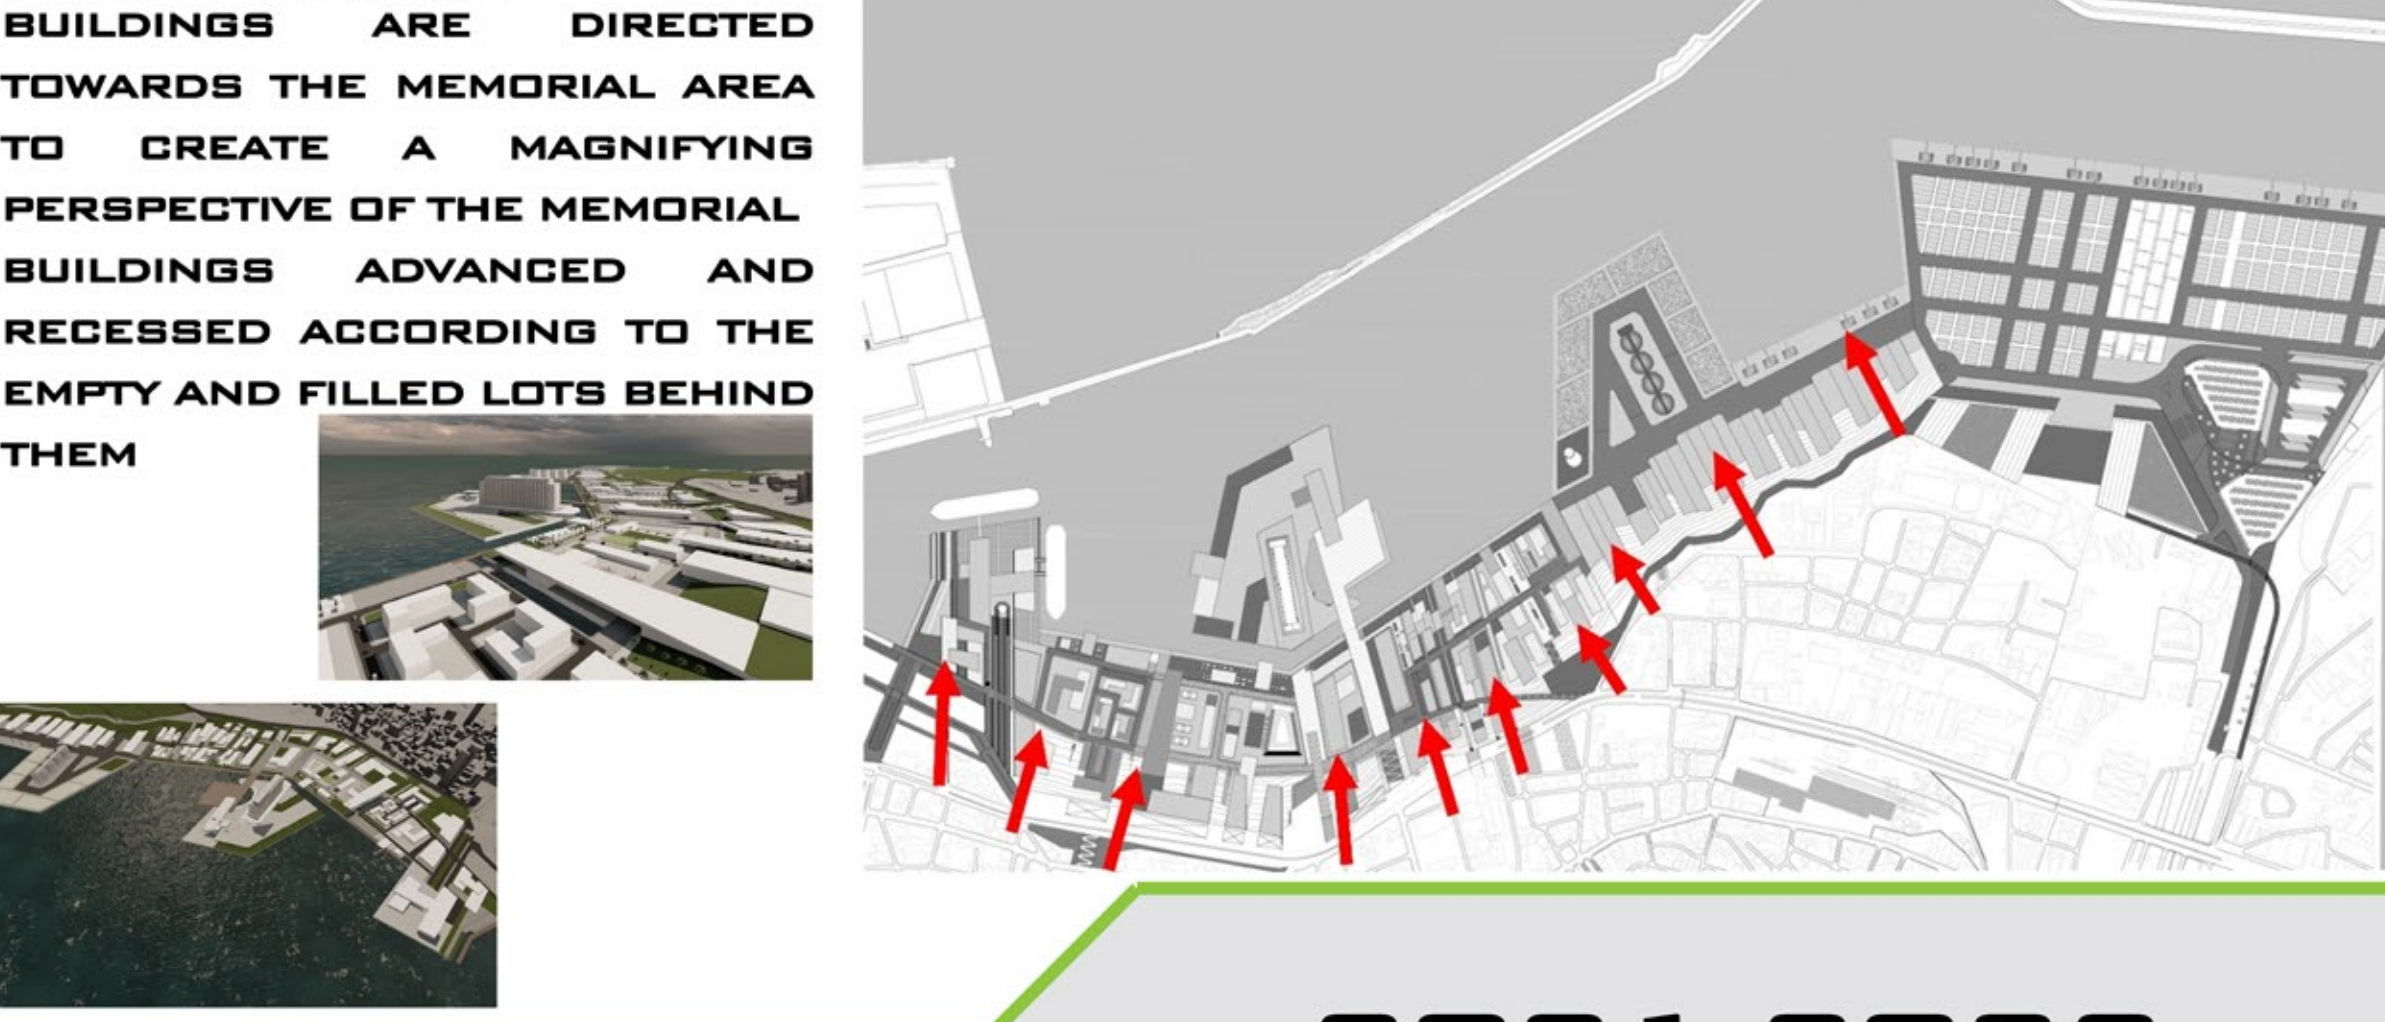 BUILDINGS ARE DIRECTED
TOWARDS THE MEMORIAL AREA
TO CREATE A MAGNIFYING
PERSPECTIVE OF THE MEMORIAL
BUILDINGS ADVANCED AND
RECESSED ACCORDING TO THE
EMPTY AND FILLED LOTS BEHIND
THEM